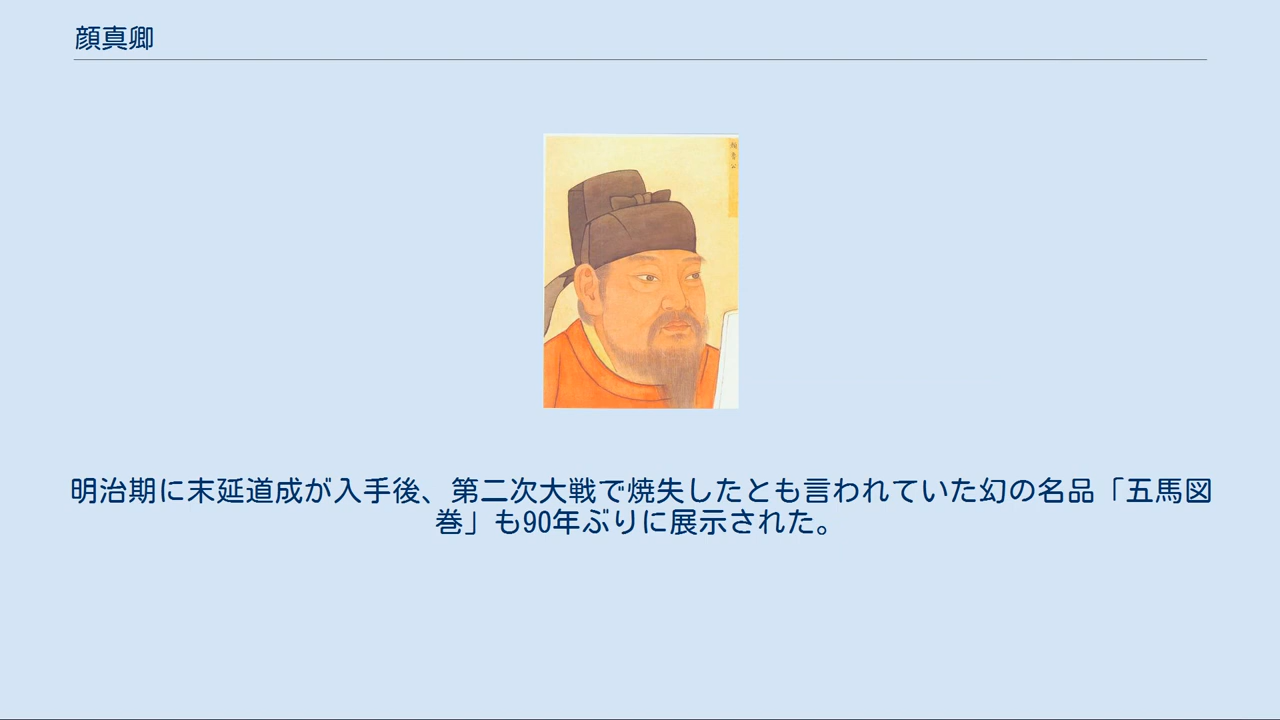 顔真卿
明治期に末延道成が入手後、第二次大戦で焼失したとも言われていた幻の名品「五馬図
巻」も90年ぶりに展示された。